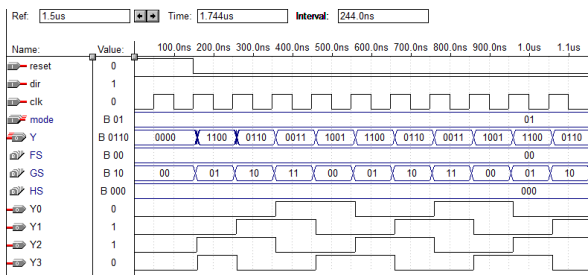 Ref: 1.5us Time: 1.744us Interval: 244.0ns
Name: Value: 100.0ns 200.0ns 300.0ns 400.0ns 500.0ns 600.0ns 700.0ns 800.0ns 900.0ns 1.0us 1.1us
reset 0
dir 1
clk 0
mode B 01 01
Y B 0110 0000 1100 0110 0011 1001 1100 0110 0011 1001 1100 0110
FS B 00 00
GS B 10 00 01 10 11 00 01 10 11 00 01 10
HS B 000 000
Y0 0
Y1 1
Y2 1
Y3 0